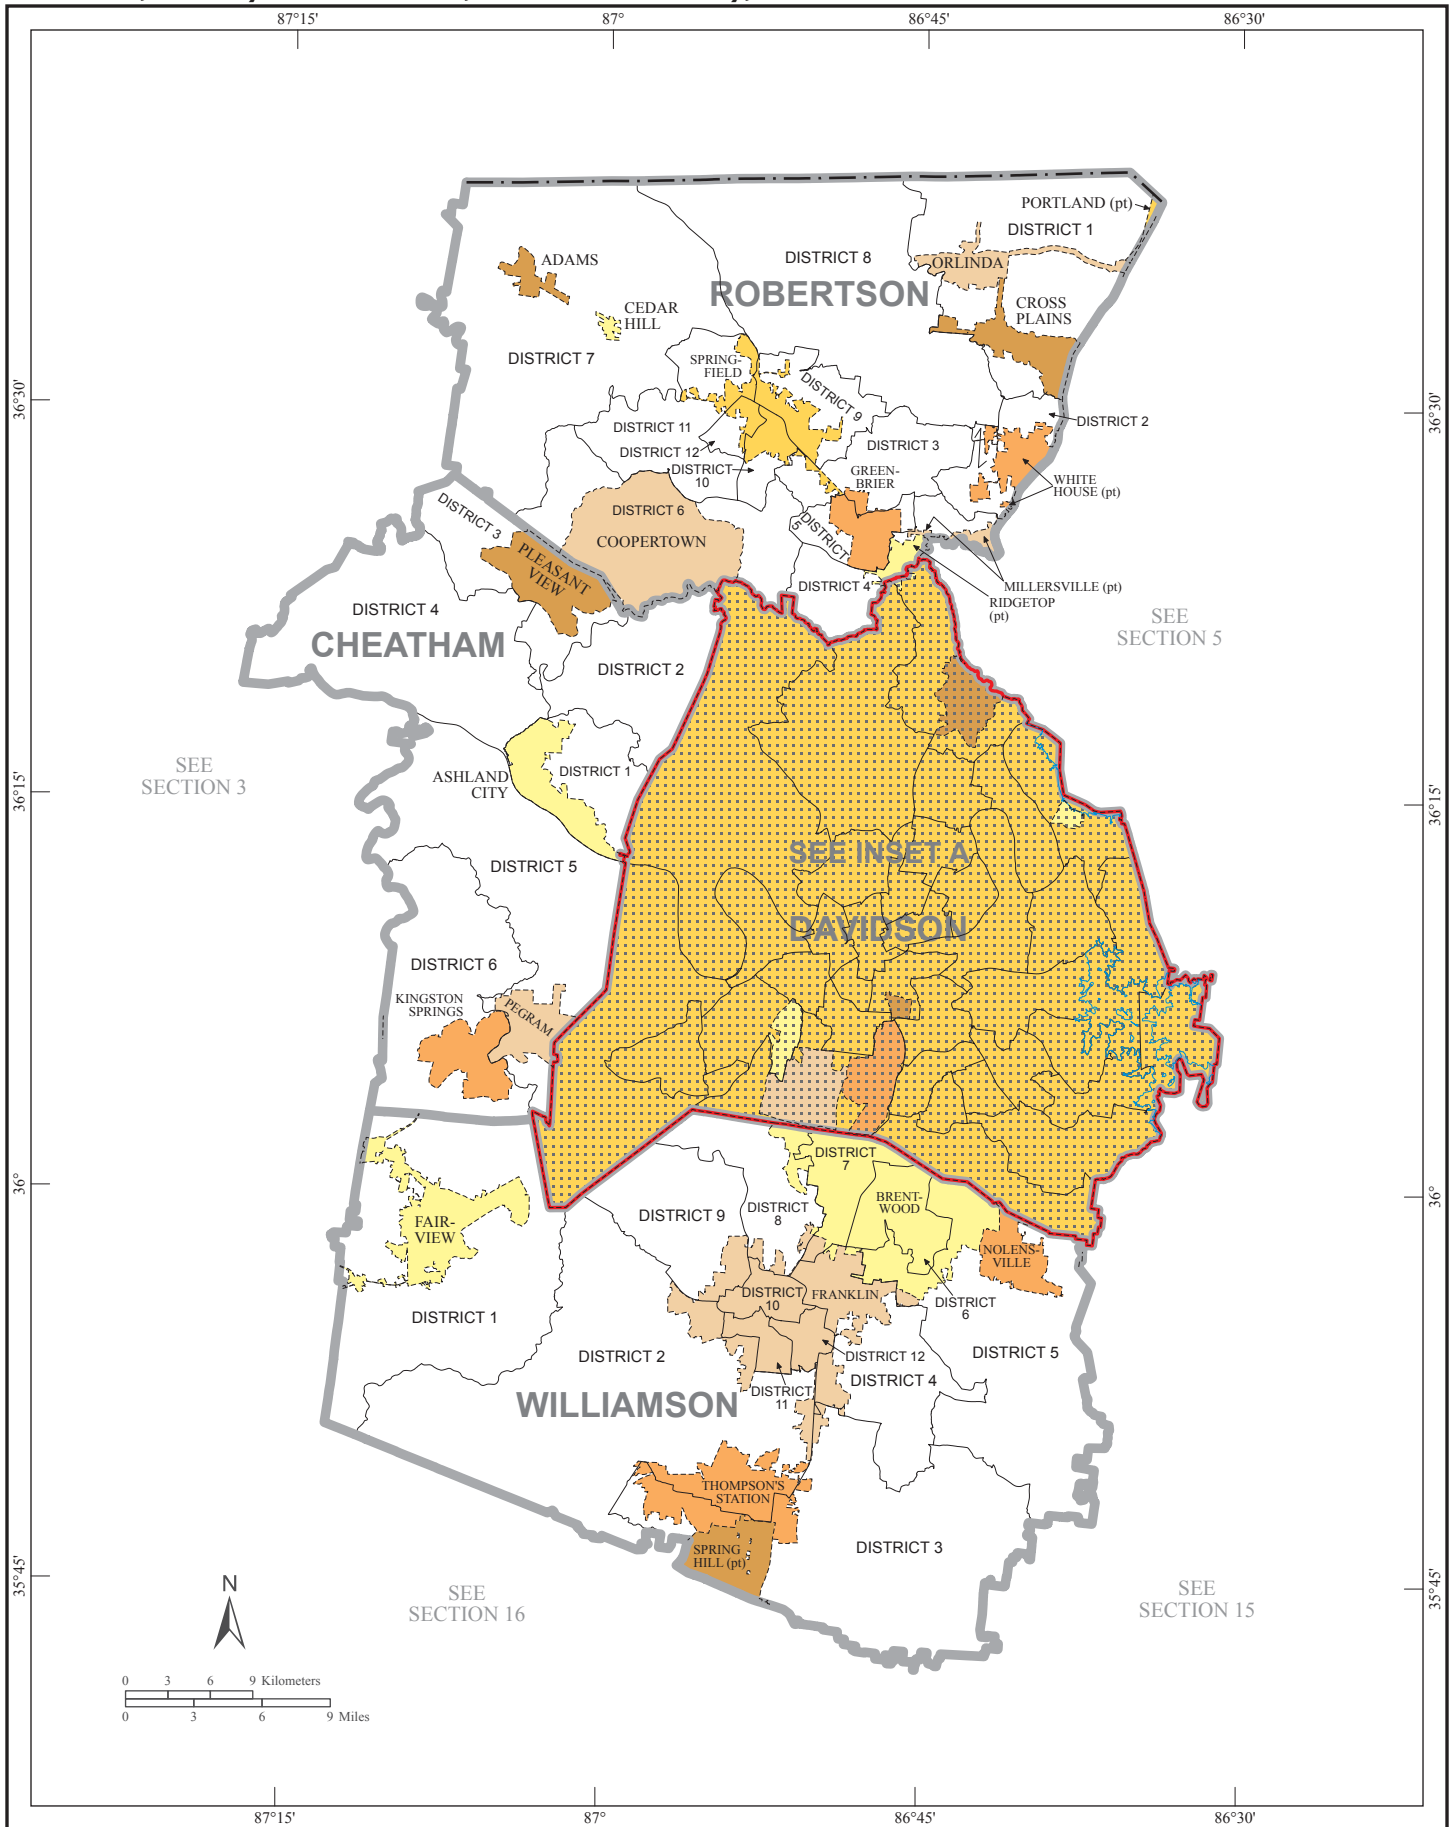 87°15'
87°
86°45'
86°30'
PORTLAND (pt)
DISTRICT 1
DISTRICT 8
ADAMS
ORLINDA
ROBERTSON
CEDAR
HILL
CROSS
PLAINS
DISTRICT 7
SPRING-
FIELD
DISTRICT 9
36°30'
36°30'
DISTRICT 2
DISTRICT 11
DISTRICT 3
DISTRICT 12
DISTRICT
10
GREEN-
BRIER
WHITE
HOUSE (pt)
DISTRICT 3
DISTRICT 6
DISTRICT
5
COOPERTOWN
PLEASANT
VIEW
DISTRICT 4
MILLERSVILLE (pt)
RIDGETOP
(pt)
DISTRICT 4
SEE
SECTION 5
CHEATHAM
DISTRICT 2
SEE
SECTION 3
ASHLAND
CITY
DISTRICT 1
36°15'
36°15'
SEE INSET A
DISTRICT 5
DAVIDSON
DISTRICT 6
KINGSTON
SPRINGS
PEGRAM
DISTRICT
7
36°
36°
BRENT-
WOOD
DISTRICT 9
DISTRICT
8
FAIR-
VIEW
NOLENS-
VILLE
DISTRICT
10
FRANKLIN
DISTRICT
6
DISTRICT 1
DISTRICT 2
DISTRICT 12
DISTRICT 5
DISTRICT 4
DISTRICT
11
WILLIAMSON
THOMPSON'S
STATION
DISTRICT 3
SPRING
HILL (pt)
35°45'
35°45'
SEE
SECTION 16
SEE
SECTION 15
N
0 3 6 9 Kilometers
0 3 6 9 Miles
87°15'
87°
86°45'
86°30'